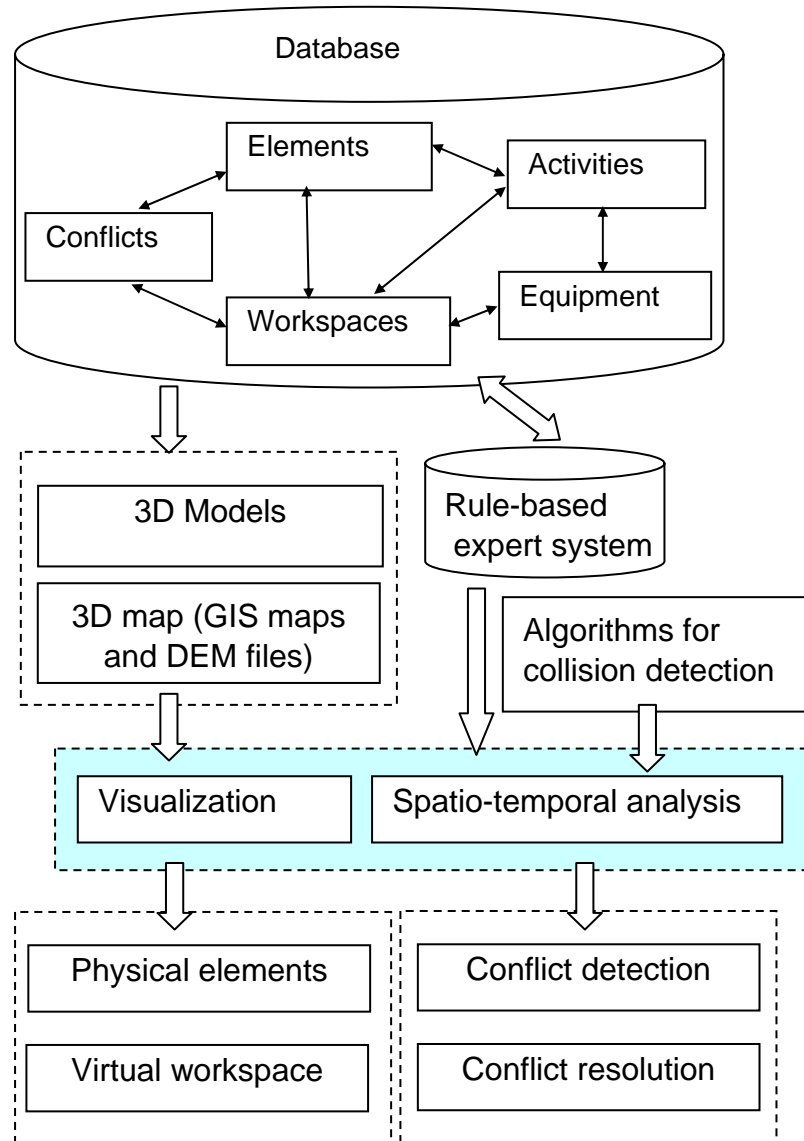 Database
Elements
Activities
Conflicts
Equipment
Workspaces
3D Models
Rule-based
expert system
3D map (GIS maps
and DEM files)
Algorithms for
collision detection
Visualization
Spatio-temporal analysis
Physical elements
Conflict detection
Virtual workspace
Conflict resolution